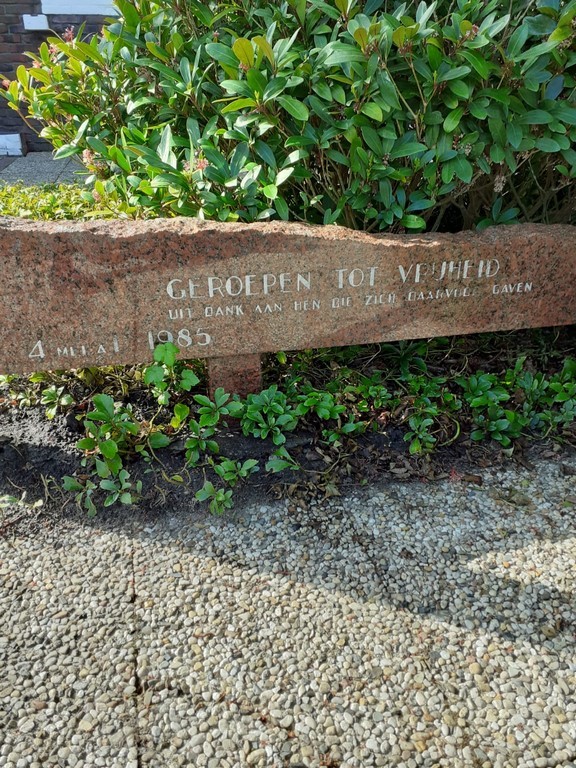 GEROEPEN TOT VRIJHEID
UIT DANK AAN HEN DIE ZICH DAARVOOR GAVEN
4 MEI 1985